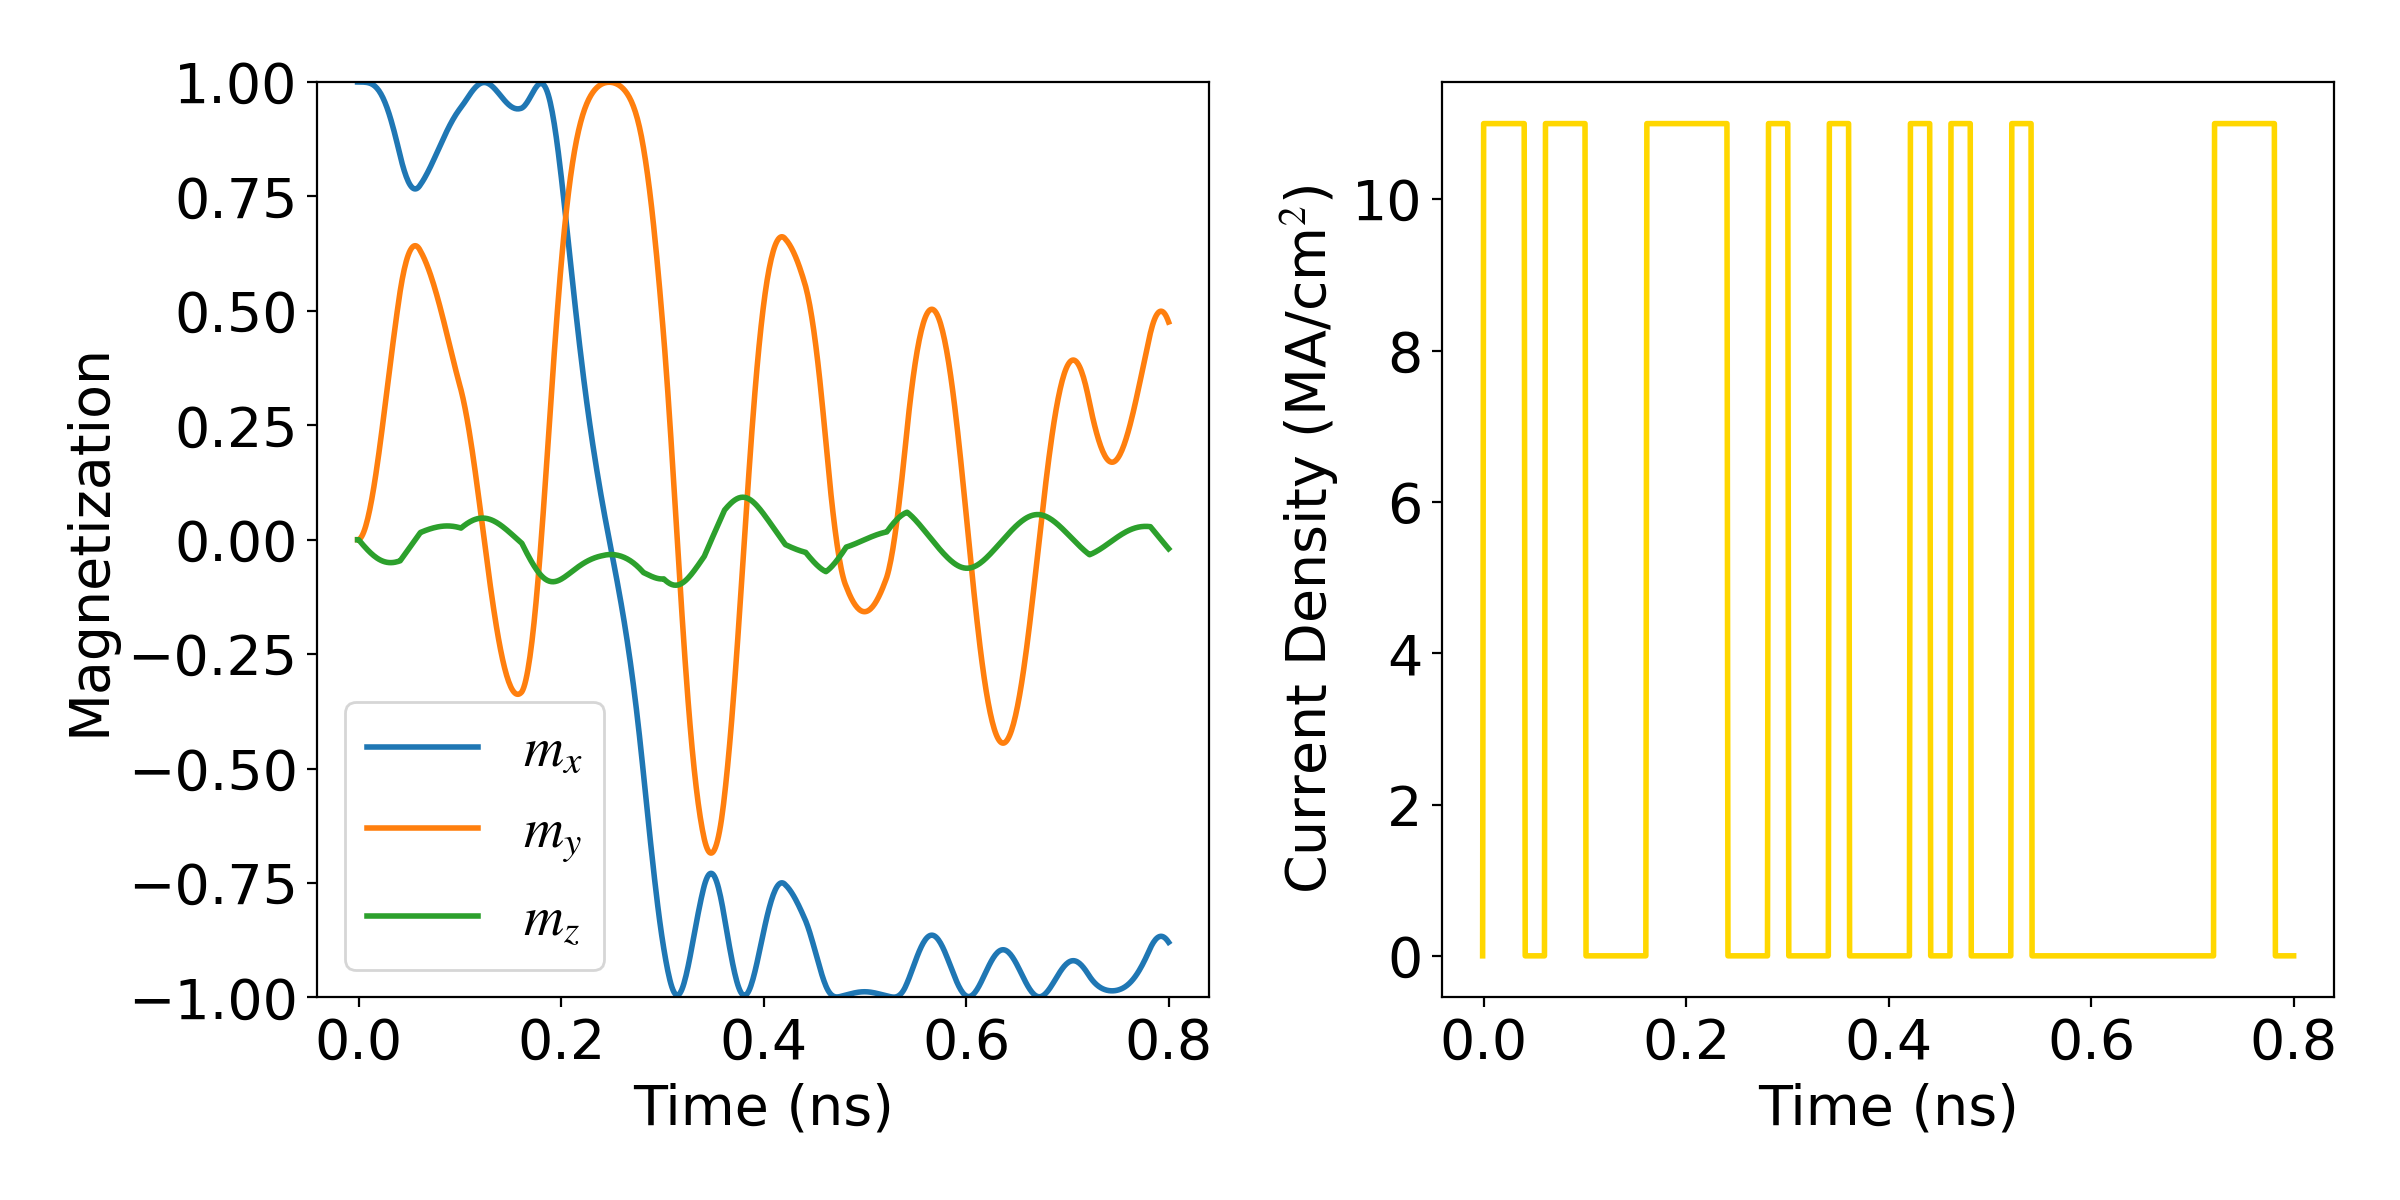 Magnetization
1.00
0.75
0.50
0.25
0.00
−0.25
−0.50
−0.75
−1.00
0.0 0.2 0.4 0.6 0.8
Time (ns)
m_x
m_y
m_z
Current Density (MA/cm²)
10
8
6
4
2
0
0.0 0.2 0.4 0.6 0.8
Time (ns)